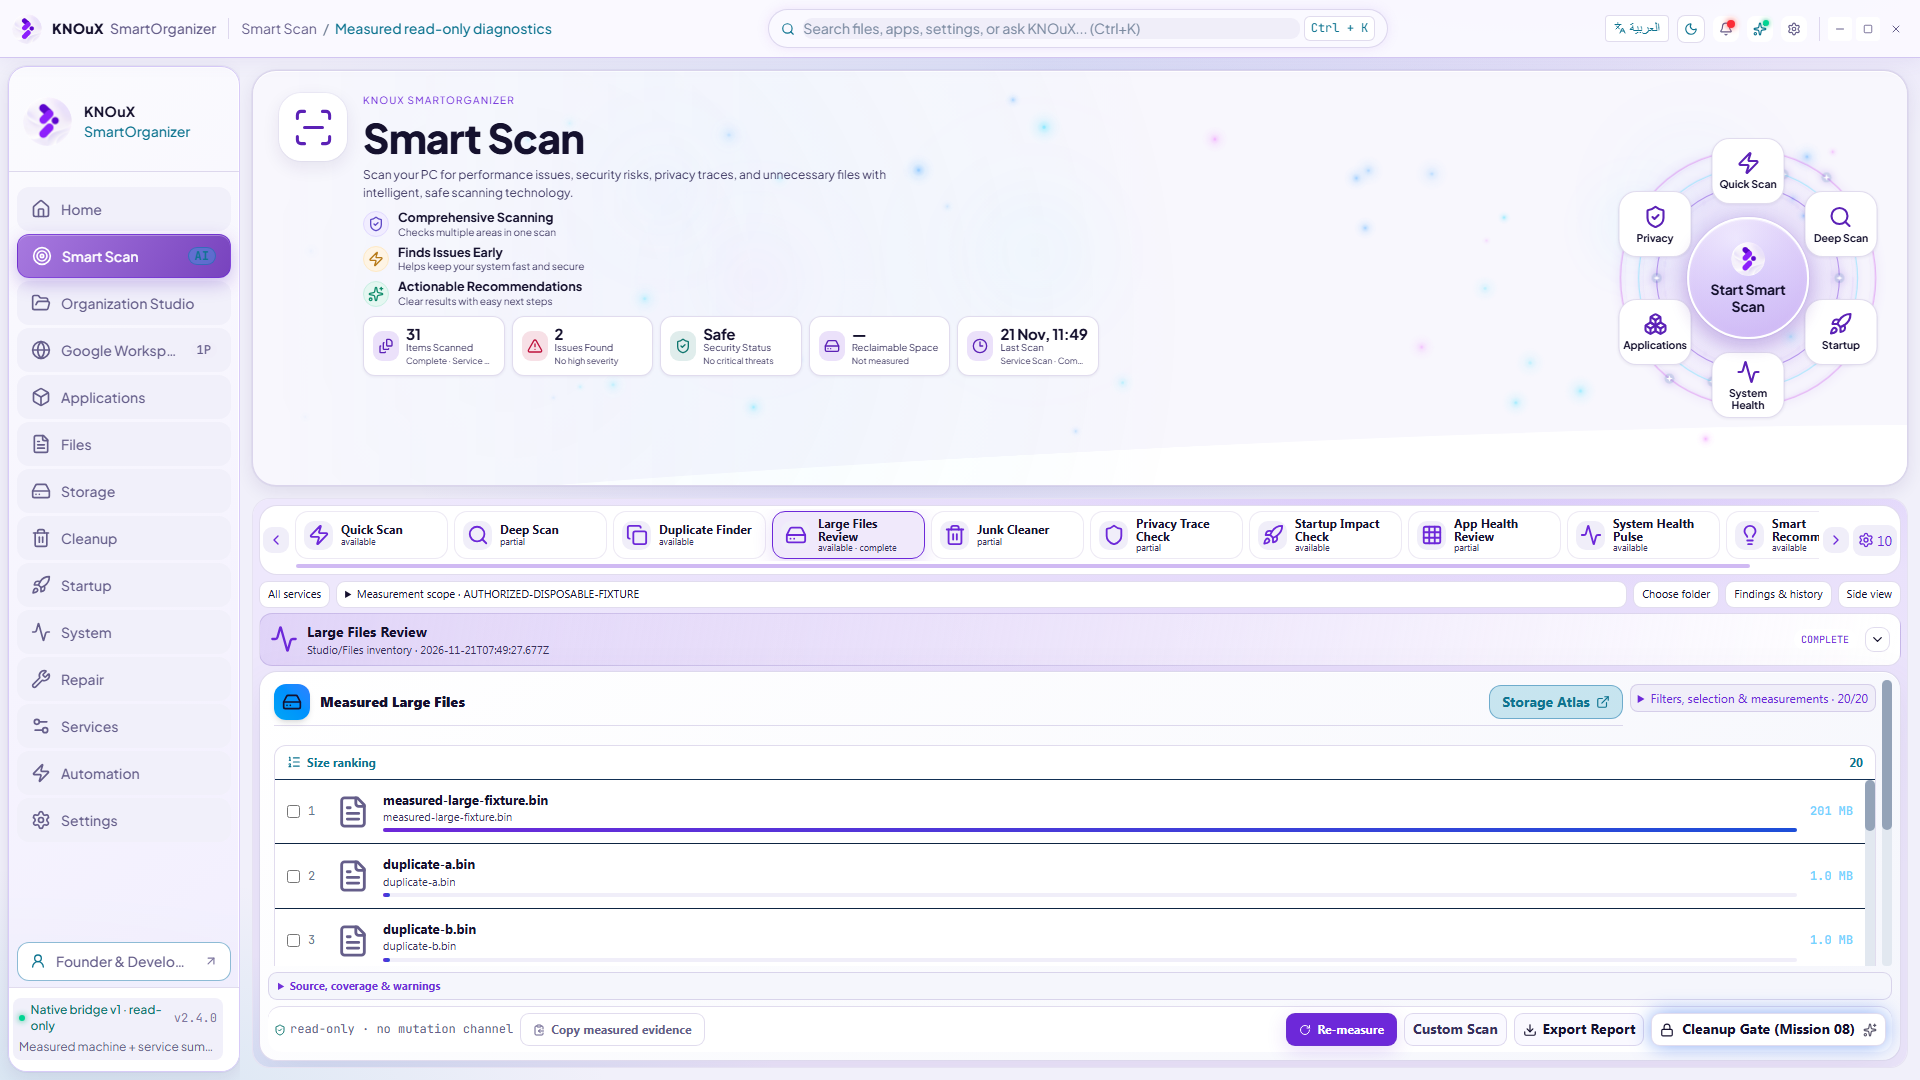 KNOuX SmartOrganizer
Smart Scan / Measured read-only diagnostics
Search files, apps, settings, or ask KNOuX... (Ctrl+K)
Ctrl + K
العربية
KNOuX
SmartOrganizer
Home
Smart Scan AI
Organization Studio
Google Worksp... 1P
Applications
Files
Storage
Cleanup
Startup
System
Repair
Services
Automation
Settings
Founder & Develo...
Native bridge v1 · read-only
v2.4.0
Measured machine + service sum...
KNOUX SMARTORGANIZER
Smart Scan
Scan your PC for performance issues, security risks, privacy traces, and unnecessary files with
intelligent, safe scanning technology.
Comprehensive Scanning
Checks multiple areas in one scan
Finds Issues Early
Helps keep your system fast and secure
Actionable Recommendations
Clear results with easy next steps
31
Items Scanned
Complete · Service ...
2
Issues Found
No high severity
Safe
Security Status
No critical threats
—
Reclaimable Space
Not measured
21 Nov, 11:49
Last Scan
Service Scan · Com...
Quick Scan
Privacy
Deep Scan
Start Smart
Scan
Applications
Startup
System
Health
Quick Scan
available
Deep Scan
partial
Duplicate Finder
available
Large Files
Review
available · complete
Junk Cleaner
partial
Privacy Trace
Check
partial
Startup Impact
Check
available
App Health
Review
partial
System Health
Pulse
available
Smart
Recomm
available
10
All services
Measurement scope · AUTHORIZED-DISPOSABLE-FIXTURE
Choose folder
Findings & history
Side view
Large Files Review
Studio/Files inventory · 2026-11-21T07:49:27.677Z
COMPLETE
Measured Large Files
Storage Atlas
Filters, selection & measurements · 20/20
Size ranking
20
1
measured-large-fixture.bin
measured-large-fixture.bin
201 MB
2
duplicate-a.bin
duplicate-a.bin
1.0 MB
3
duplicate-b.bin
duplicate-b.bin
1.0 MB
Source, coverage & warnings
read-only · no mutation channel
Copy measured evidence
Re-measure
Custom Scan
Export Report
Cleanup Gate (Mission 08)